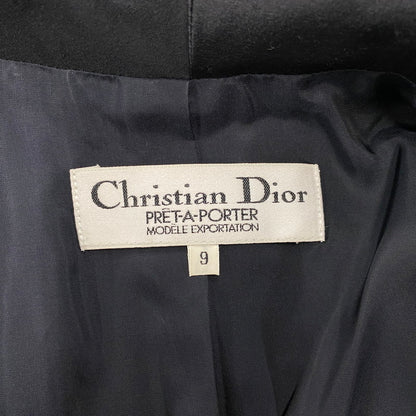 Christian Dior
PRÊT-A-PORTER
MODELE EXPORTATION
9